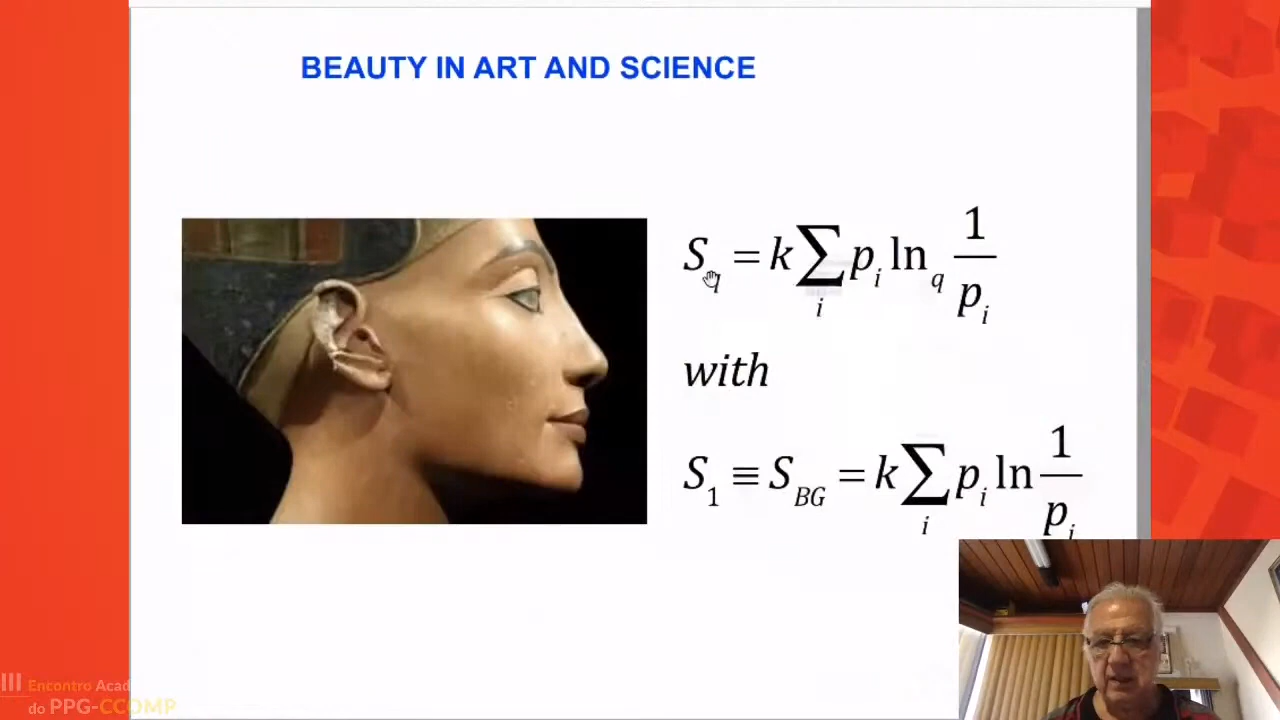 BEAUTY IN ART AND SCIENCE
S_q = k ∑_i p_i ln_q 1/p_i
with
S_1 ≡ S_BG = k ∑_i p_i ln 1/p_i
III Encontro Acad
do PPG-CCOMP